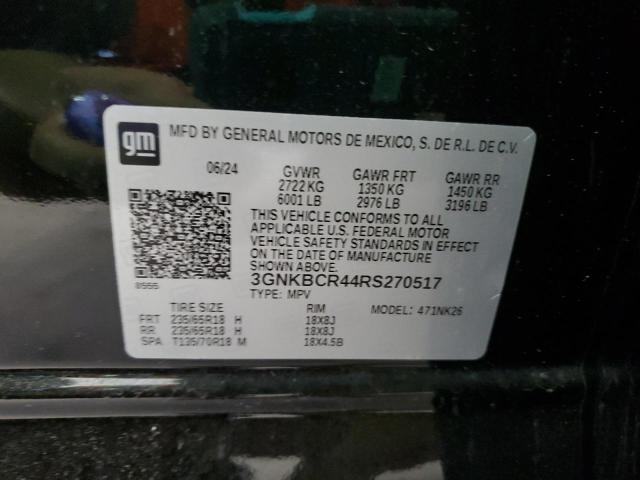 gm
MFD BY GENERAL MOTORS DE MEXICO, S. DE R.L. DE C.V.
06/24 GVWR GAWR FRT GAWR RR
2722 KG 1350 KG 1450 KG
6001 LB 2976 LB 3196 LB
THIS VEHICLE CONFORMS TO ALL
APPLICABLE U.S. FEDERAL MOTOR
VEHICLE SAFETY STANDARDS IN EFFECT
ON THE DATE OF MANUFACTURE
SHOWN ABOVE.
3GNKBCR44RS270517
TYPE: MPV
TIRE SIZE RIM MODEL: 471NK26
FRT 235/65R18 H 18X8J
RR 235/65R18 H 18X8J
SPA T135/70R18 M 18X4.5B